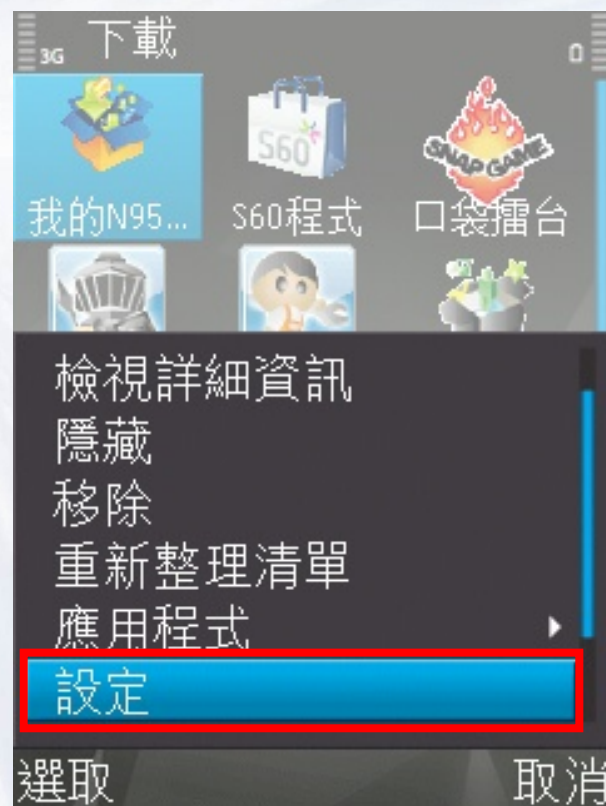 3G 下載 0
S60 SNAP GAME
我的N95... S60程式 口袋擂台
檢視詳細資訊
隱藏
移除
重新整理清單
應用程式
設定
選取 取消